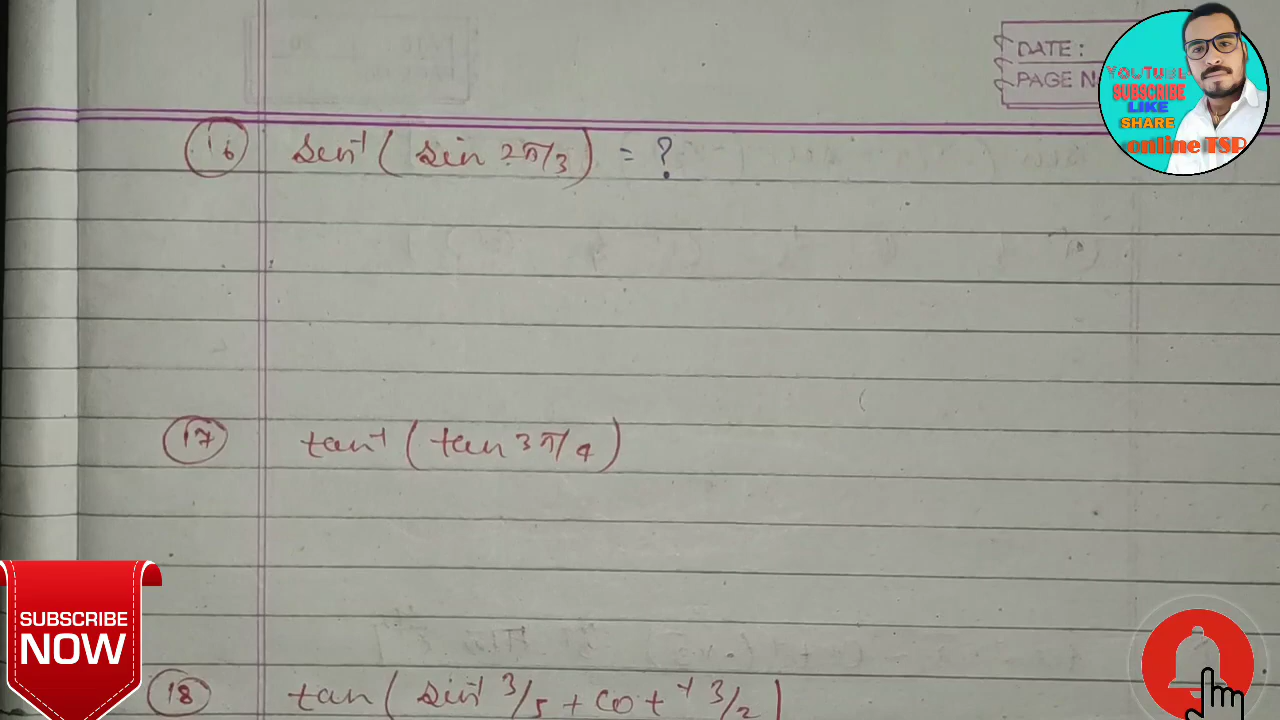 DATE :
PAGE N
YOUTUBE
SUBSCRIBE
LIKE
SHARE
online TSP
16 sin⁻¹ ( sin 2π/3 ) = ?
17 tan⁻¹ ( tan 3π/4 )
SUBSCRIBE
NOW
18 tan ( sin⁻¹ 3/5 + cot⁻¹ 3/2 )